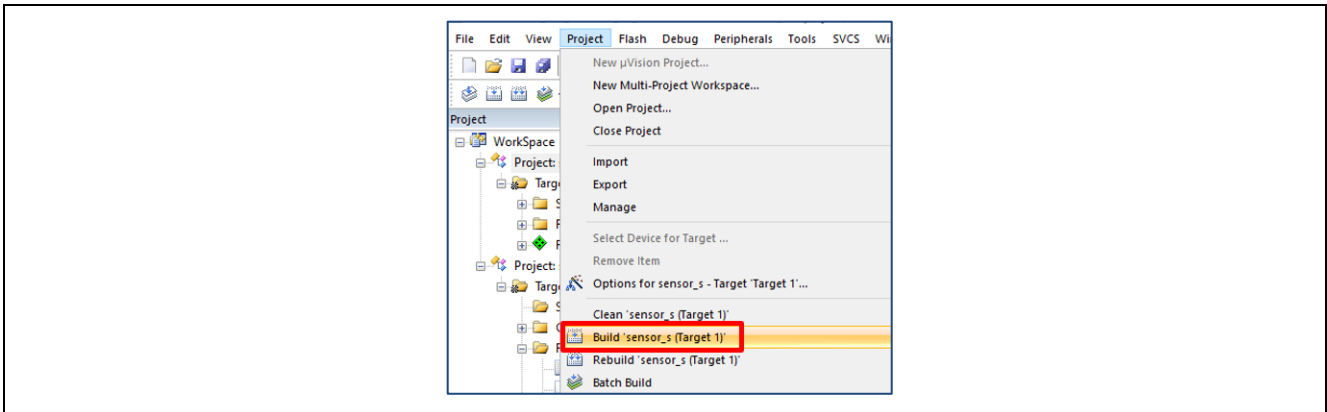 File Edit View Project Flash Debug Peripherals Tools SVCS
New µVision Project...
New Multi-Project Workspace...
Open Project...
Project
Close Project
WorkSpace
Project:
Import
Export
Manage
Select Device for Target ...
Remove Item
Project:
Options for sensor_s - Target 'Target 1'...
Clean 'sensor_s (Target 1)'
Build 'sensor_s (Target 1)'
Rebuild 'sensor_s (Target 1)'
Batch Build